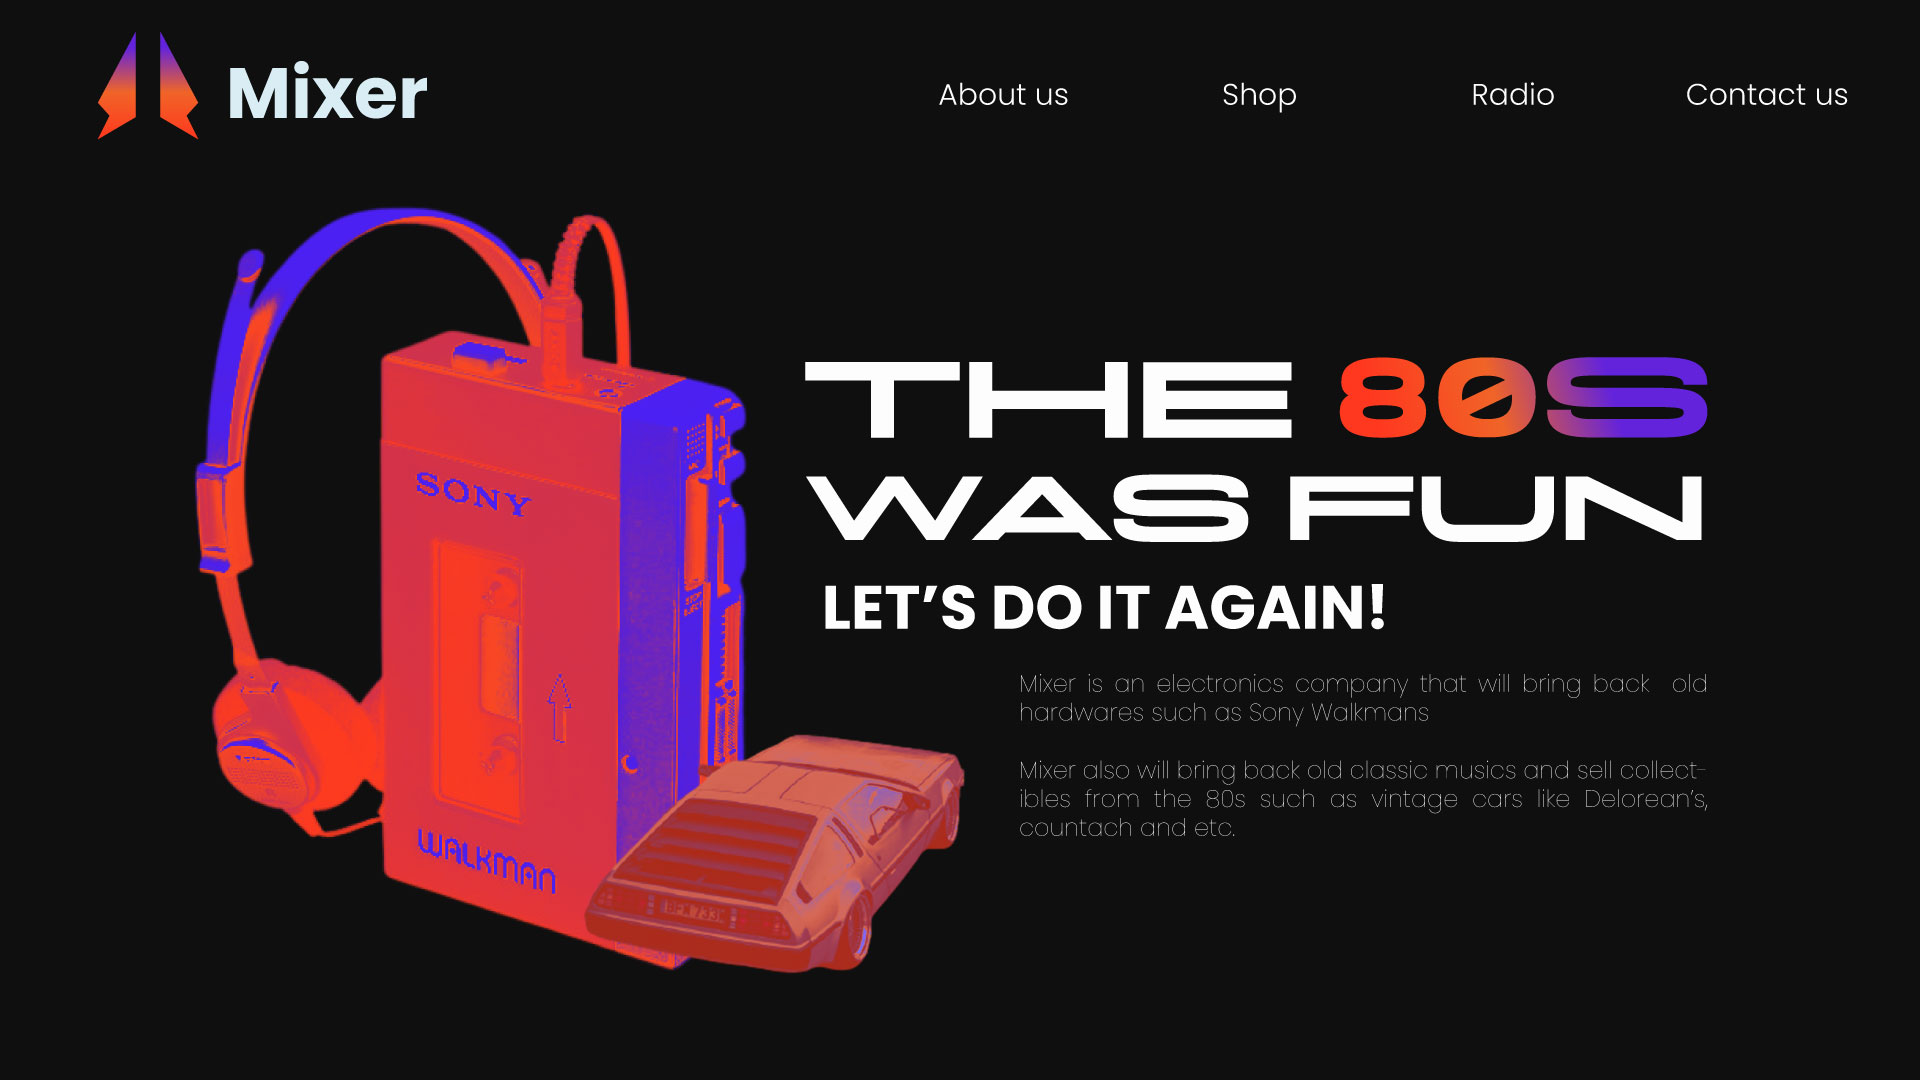 Mixer
About us
Shop
Radio
Contact us
THE 80S
WAS FUN
LET’S DO IT AGAIN!
Mixer is an electronics company that will bring back old
hardwares such as Sony Walkmans
Mixer also will bring back old classic musics and sell collect-
ibles from the 80s such as vintage cars like Delorean’s,
countach and etc.
SONY
WALKMAN